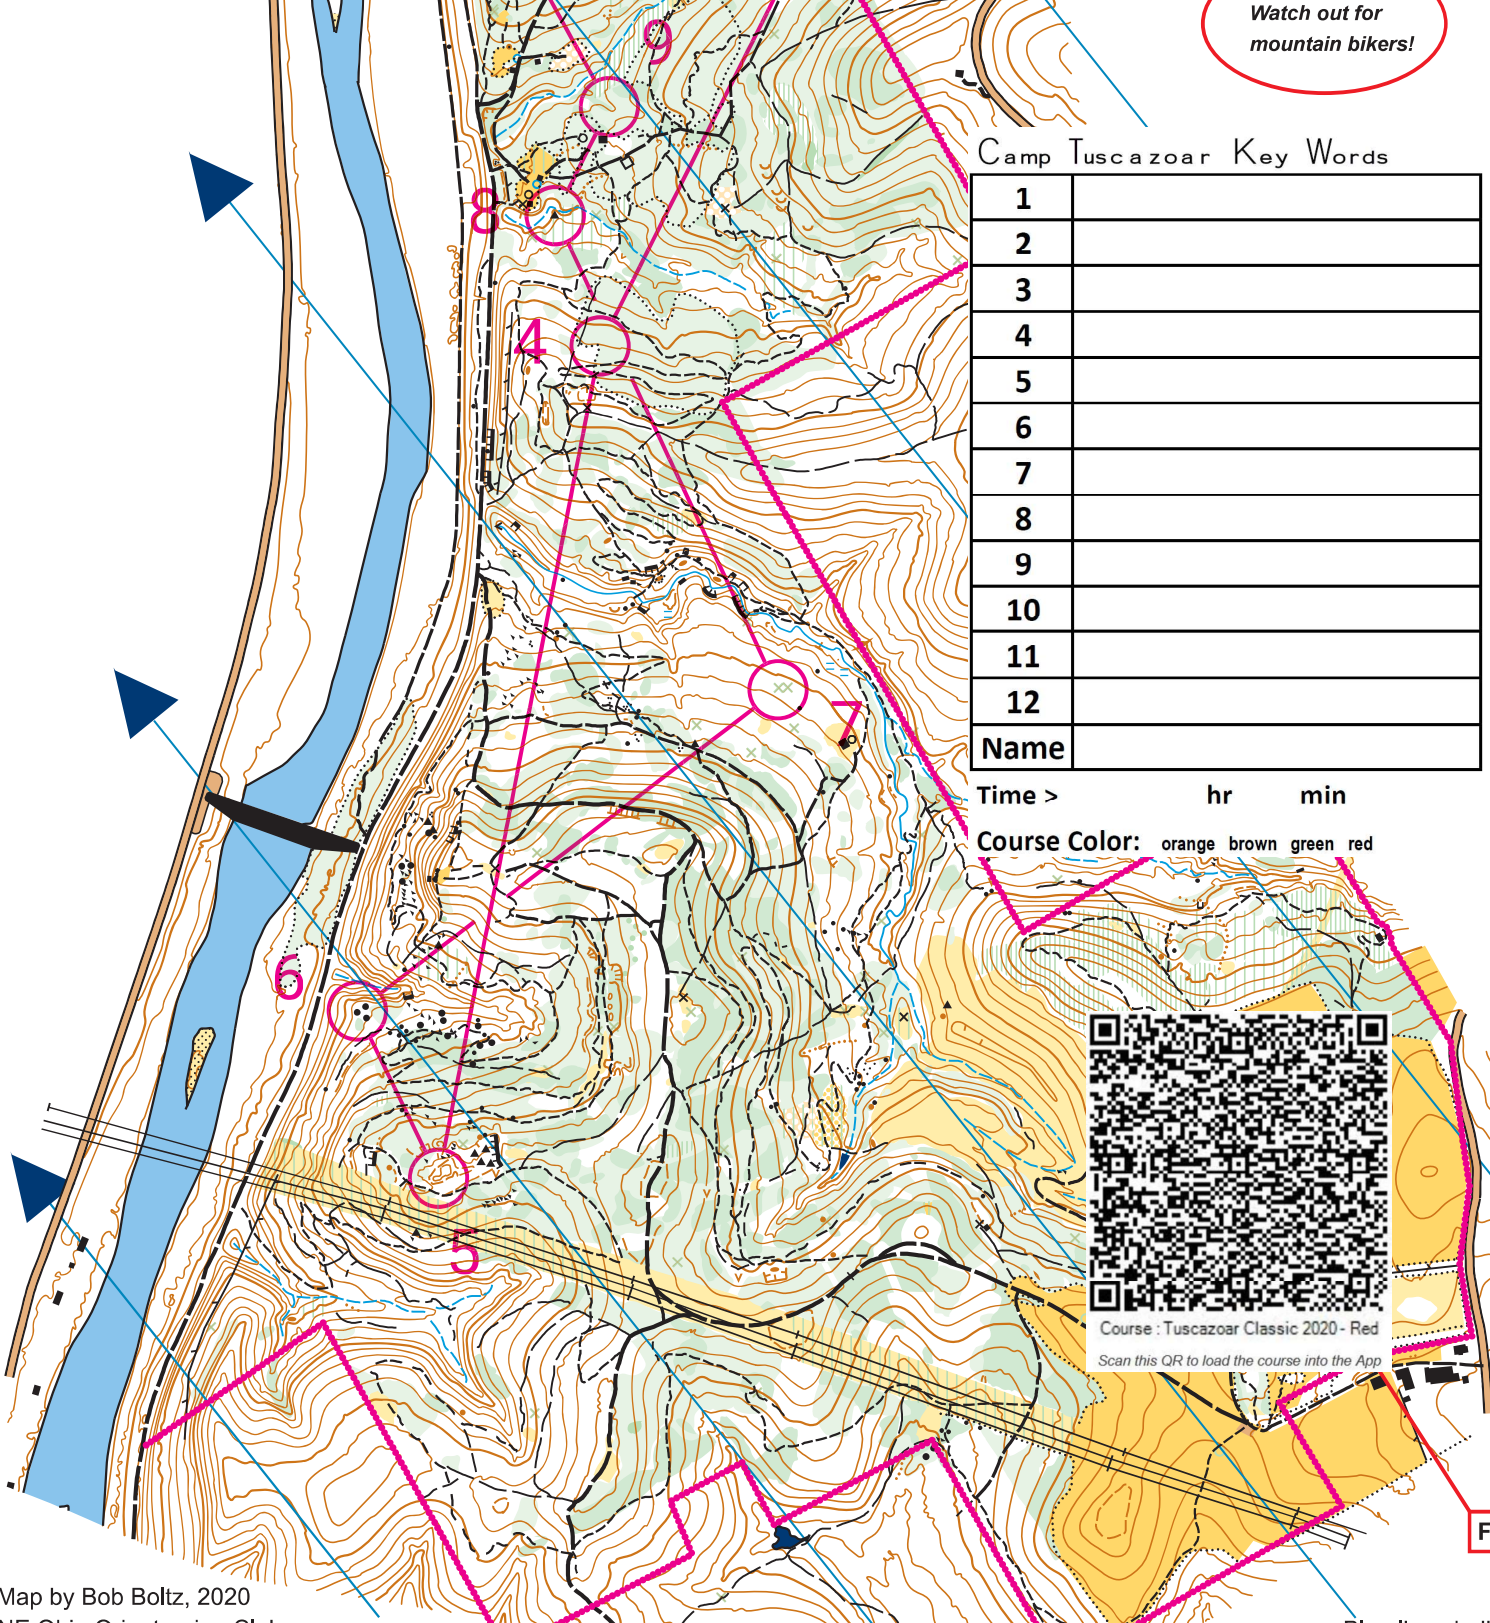 Watch out for
mountain bikers!
9
8
4
7
6
5
Camp Tuscazoar Key Words
1
2
3
4
5
6
7
8
9
10
11
12
Name
Time > hr min
Course Color: orange brown green red
Course : Tuscazoar Classic 2020 - Red
Scan this QR to load the course into the App
F
Map by Bob Boltz, 2020